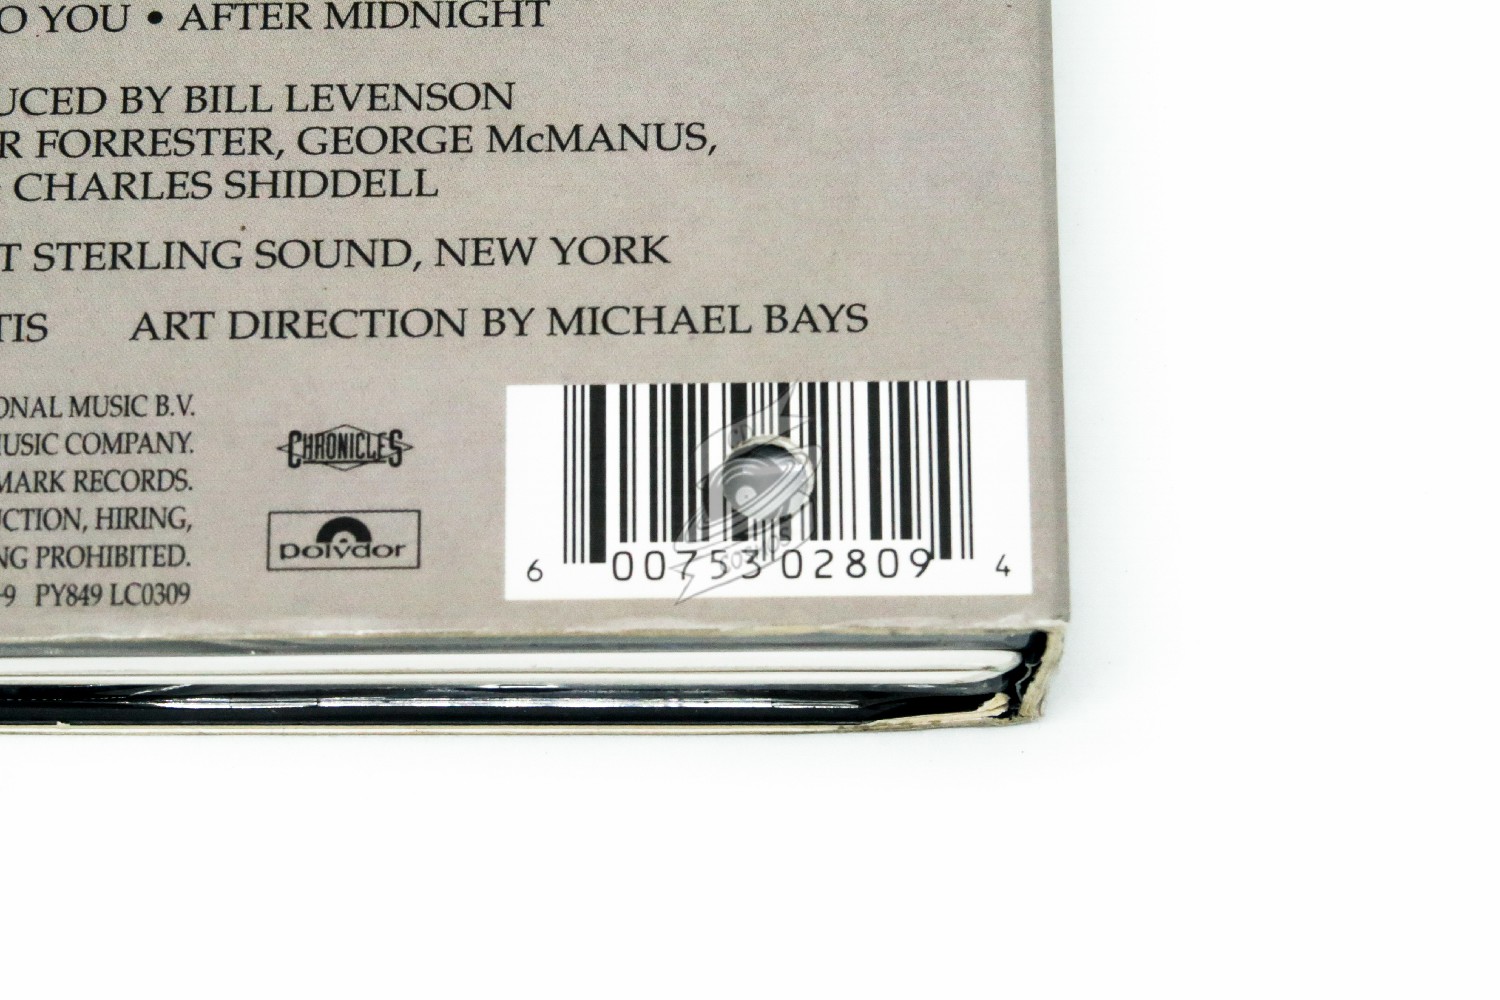 O YOU • AFTER MIDNIGHT
UCED BY BILL LEVENSON
R FORRESTER, GEORGE McMANUS,
CHARLES SHIDDELL
T STERLING SOUND, NEW YORK
TIS ART DIRECTION BY MICHAEL BAYS
ONAL MUSIC B.V.
MUSIC COMPANY.
MARK RECORDS.
UCTION, HIRING,
NG PROHIBITED.
-9 PY849 LC0309
CHRONICLES
polydor
6 00753 02809 4